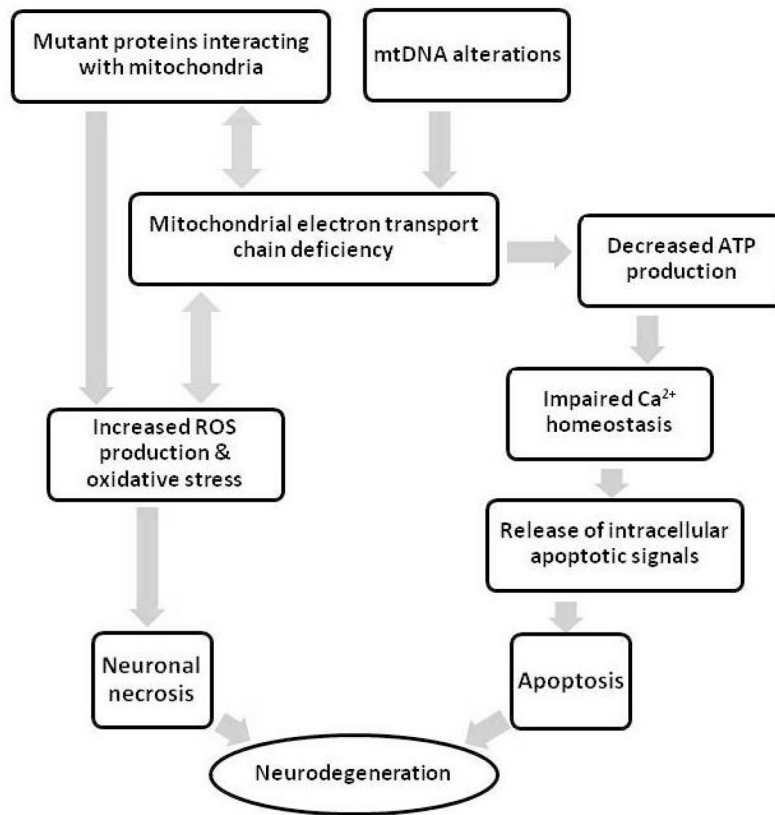 Mutant proteins interacting
with mitochondria
mtDNA alterations
Mitochondrial electron transport
chain deficiency
Decreased ATP
production
Increased ROS
production &
oxidative stress
Impaired Ca²⁺
homeostasis
Release of intracellular
apoptotic signals
Neuronal
necrosis
Apoptosis
Neurodegeneration